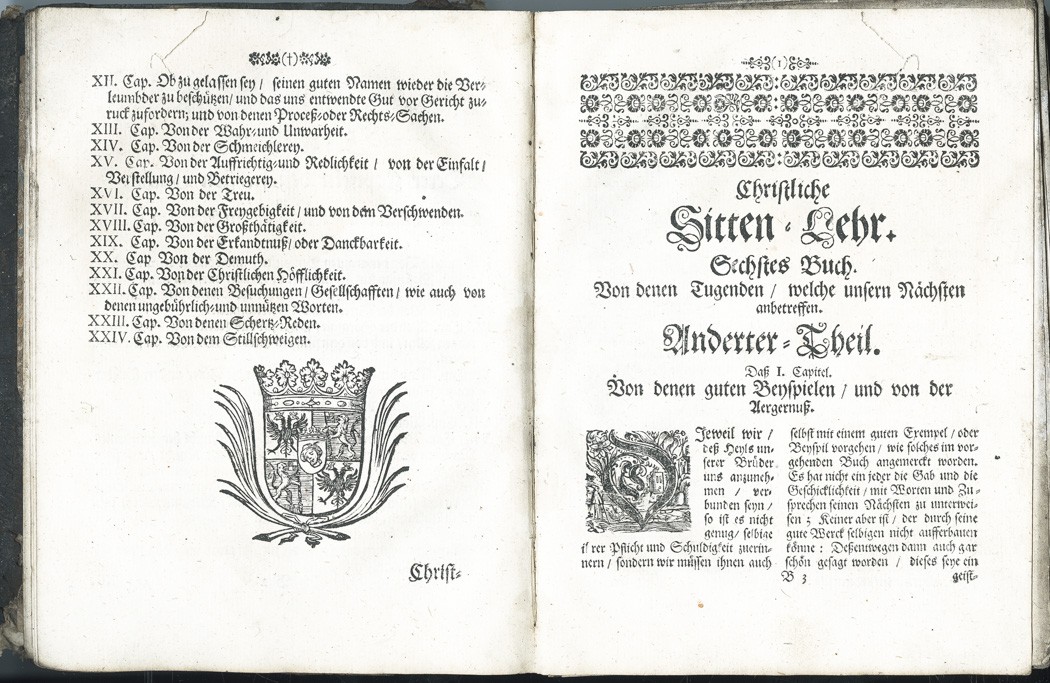 (†)
XII. Cap. Ob zu gelassen sey / seinen guten Namen wieder die Ver-
leumbder zu beschützen / und das uns entwendte Gut vor Gericht zu-
ruck zufordern; und von denen Proceß-oder Rechts-Sachen.
XIII. Cap. Von der Wahr-und Unwarheit.
XIV. Cap. Von der Schmeichlerey.
XV. Cap. Von der Auffrichtig-und Redlichkeit / von der Einfalt /
Verstellung / und Betriegerey.
XVI. Cap. Von der Treu.
XVII. Cap. Von der Freygebigkeit / und von dem Verschwenden.
XVIII. Cap. Von der Großthätigkeit.
XIX. Cap. Von der Erkandtnuß / oder Danckbarkeit.
XX. Cap Von der Demuth.
XXI. Cap. Von der Christlichen Höfflichkeit.
XXII. Cap. Von denen Besuchungen / Gesellschafften / wie auch von
denen ungebührlich-und unnützen Worten.
XXIII. Cap. Von denen Schertz-Reden.
XXIV. Cap. Von dem Stillschweigen.
Christ-
(1)
Christliche
Sitten-Lehr.
Sechstes Buch.
Von denen Tugenden / welche unsern Nächsten
anbetreffen.
Anderter-Theil.
Daß I. Capitel.
Von denen guten Beyspielen / und von der
Aergernuß.
DJeweil wir /
deß Heyls un-
serer Brüder
uns anzuneh-
men / ver-
bunden seyn /
so ist es nicht
genug / selbige
ihrer Pflicht und Schuldigkeit zuerin-
nern / sondern wir müssen ihnen auch
selbst mit einem guten Exempel / oder
Beyspil vorgehen / wie solches im vor-
gehenden Buch angemerckt worden.
Es hat nicht ein jeder die Gab und die
Geschicklichkeit / mit Worten und Zu-
sprechen seinen Nächsten zu unterwei-
sen; Keiner aber ist / der durch seine
gute Werck selbigen nicht aufferbauen
könne: Deßentwegen dann auch gar
schön gesagt worden / dieses seye ein
B 3
geist-